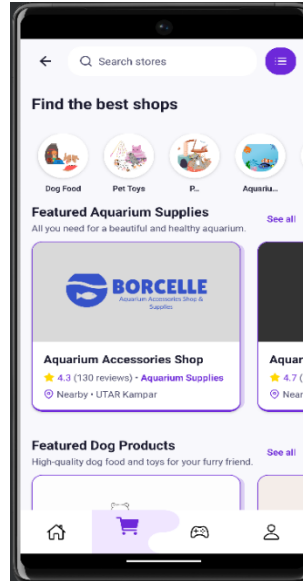 Search stores
Find the best shops
Dog Food
Pet Toys
P...
Aquariu...
Featured Aquarium Supplies
See all
All you need for a beautiful and healthy aquarium.
BORCELLE
Aquarium Accessories Shop &
Supplies
Aquarium Accessories Shop
Aquar
4.3 (130 reviews) • Aquarium Supplies
4.7 (
Nearby • UTAR Kampar
Near
Featured Dog Products
See all
High-quality dog food and toys for your furry friend.